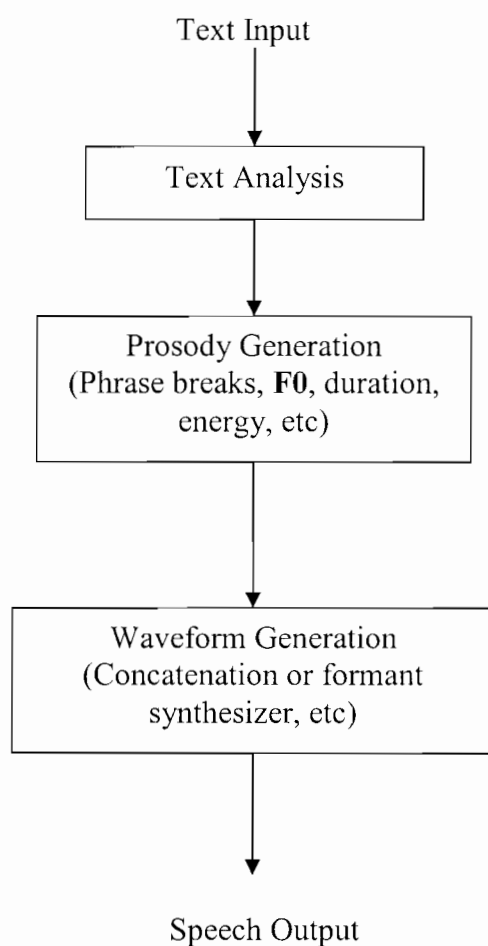 Text Input
Text Analysis
Prosody Generation
(Phrase breaks, F0, duration,
energy, etc)
Waveform Generation
(Concatenation or formant
synthesizer, etc)
Speech Output